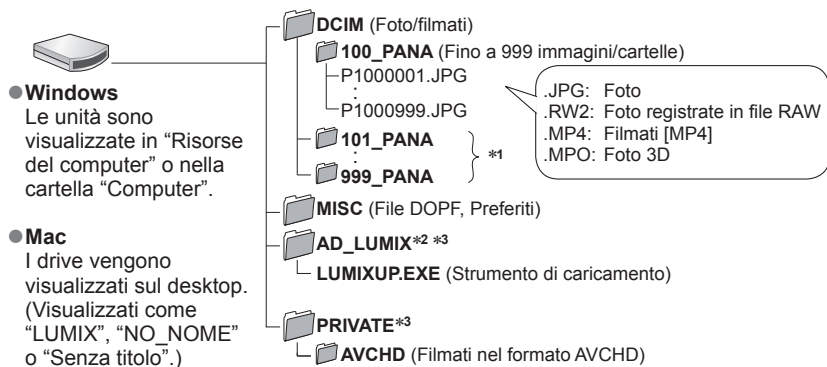 ●Windows
Le unità sono
visualizzate in “Risorse
del computer” o nella
cartella “Computer”.
●Mac
I drive vengono
visualizzati sul desktop.
(Visualizzati come
“LUMIX”, “NO_NOME”
o “Senza titolo”.)
DCIM (Foto/filmati)
100_PANA (Fino a 999 immagini/cartelle)
P1000001.JPG
:
P1000999.JPG
101_PANA
:
999_PANA
*1
.JPG: Foto
.RW2: Foto registrate in file RAW
.MP4: Filmati [MP4]
.MPO: Foto 3D
MISC (File DOPF, Preferiti)
AD_LUMIX*2 *3
LUMIXUP.EXE (Strumento di caricamento)
PRIVATE*3
AVCHD (Filmati nel formato AVCHD)